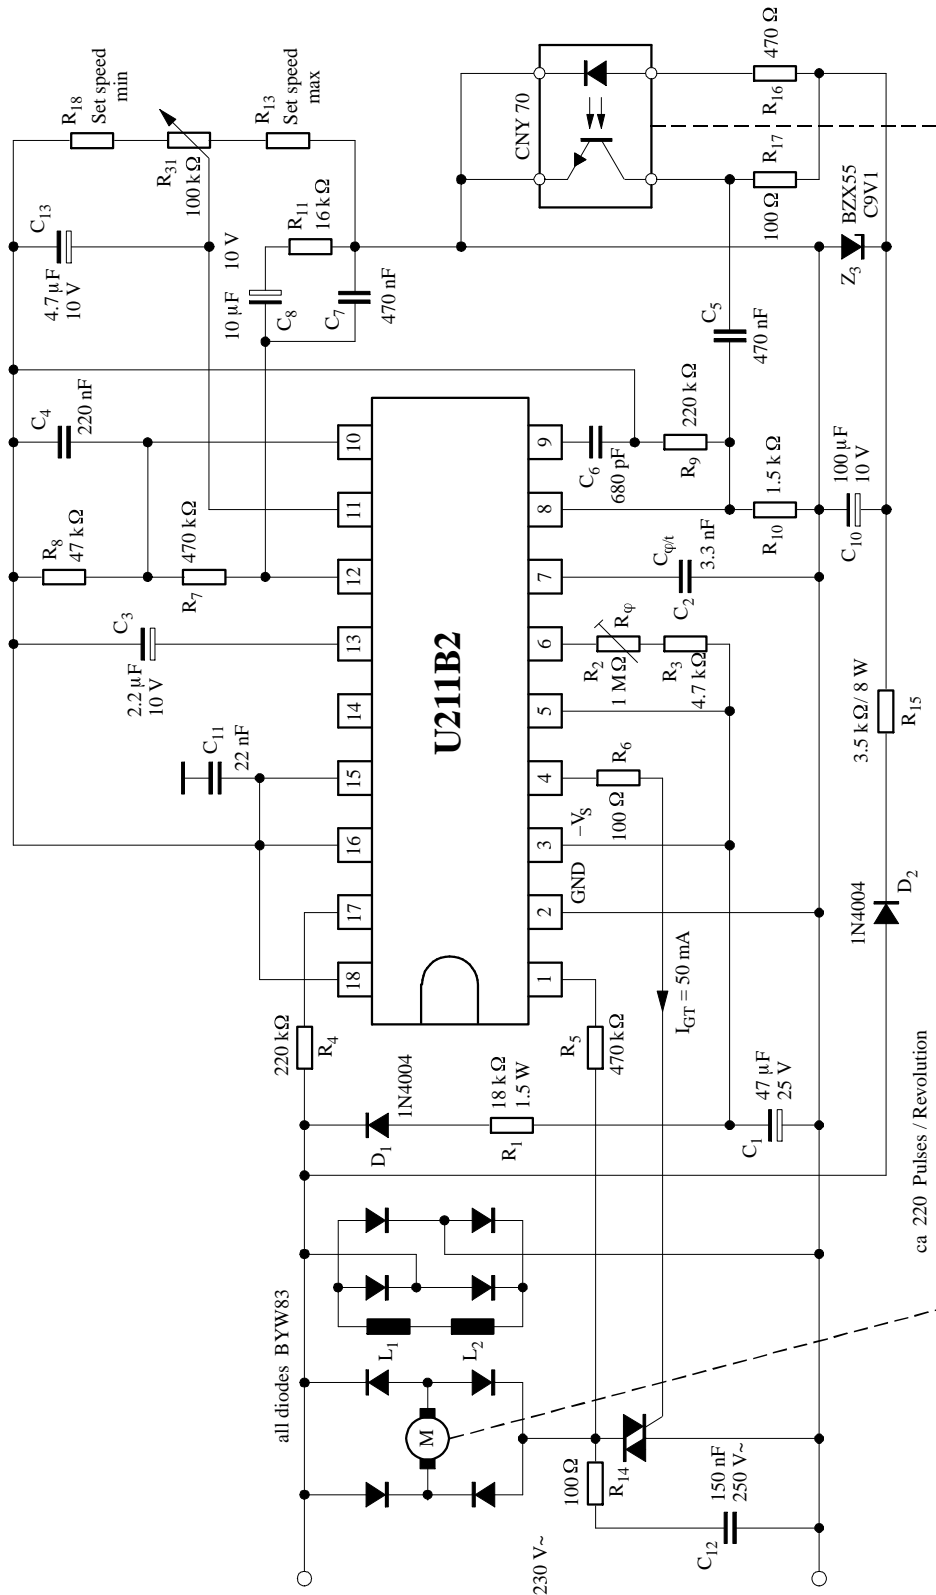 R18
Set speed
min
R31
100 kΩ
R13
Set speed
max
C13
4.7 µF
10 V
R11
16 kΩ
10 V
10 µF
C8
C7
470 nF
CNY 70
470 Ω
R16
R17
100 Ω
BZX55
C9V1
Z3
C4
220 nF
R8
47 kΩ
470 kΩ
R7
C3
2.2 µF
10 V
C11
22 nF
10
11
12
13
14
15
16
17
18
U211B2
9
8
7
6
5
4
3
2
1
C6
680 pF
220 kΩ
R9
C5
470 nF
1.5 kΩ
R10
100 µF
10 V
C10
Cφ/t
3.3 nF
C2
Rφ
R2
1 MΩ
R3
4.7 kΩ
R6
100 Ω
–VS
GND
3.5 kΩ/ 8 W
R15
1N4004
D2
IGT = 50 mA
220 kΩ
R4
R5
470 kΩ
1N4004
D1
18 kΩ
1.5 W
R1
47 µF
25 V
C1
all diodes BYW83
L1
L2
M
100 Ω
R14
150 nF
250 V~
C12
230 V~
ca 220 Pulses / Revolution